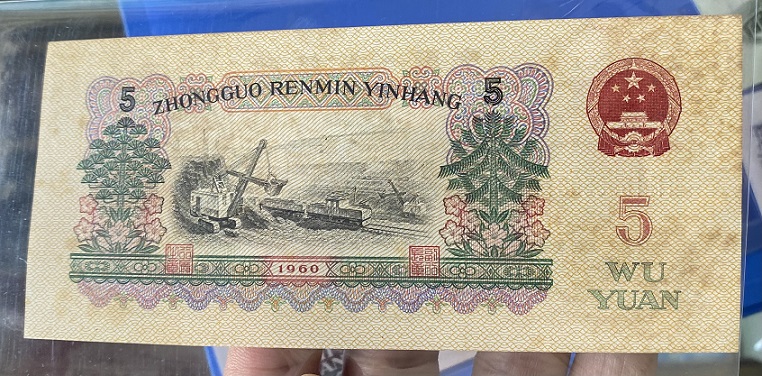 5 ZHONGGUO RENMIN YINHANG 5
1960
5
WU
YUAN